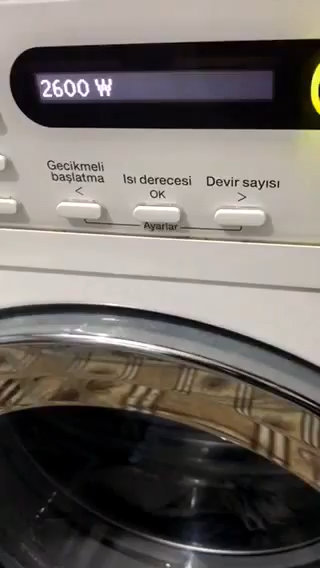 2600 W
Gecikmeli
başlatma
<
Isı derecesi
OK
Devir sayısı
>
Ayarlar